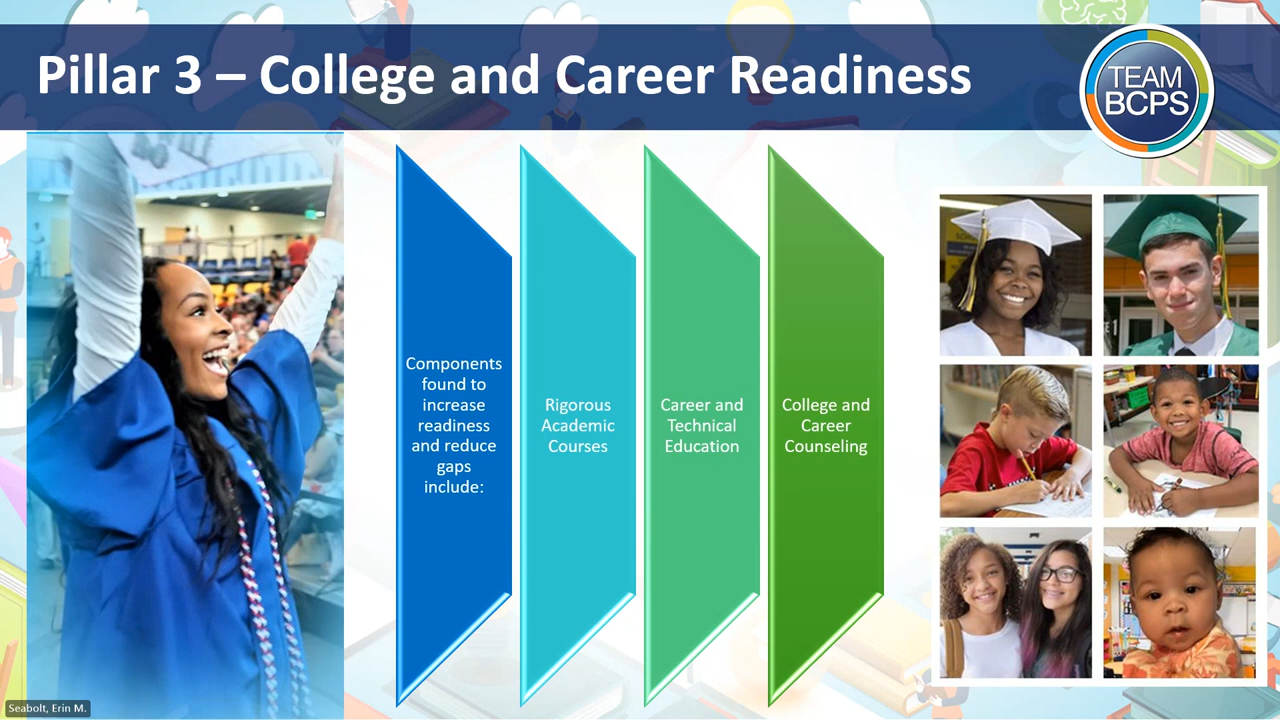 Pillar 3 – College and Career Readiness
TEAM
BCPS
Components
found to
increase
readiness
and reduce
gaps
include:
Rigorous
Academic
Courses
Career and
Technical
Education
College and
Career
Counseling
Seabolt, Erin M.